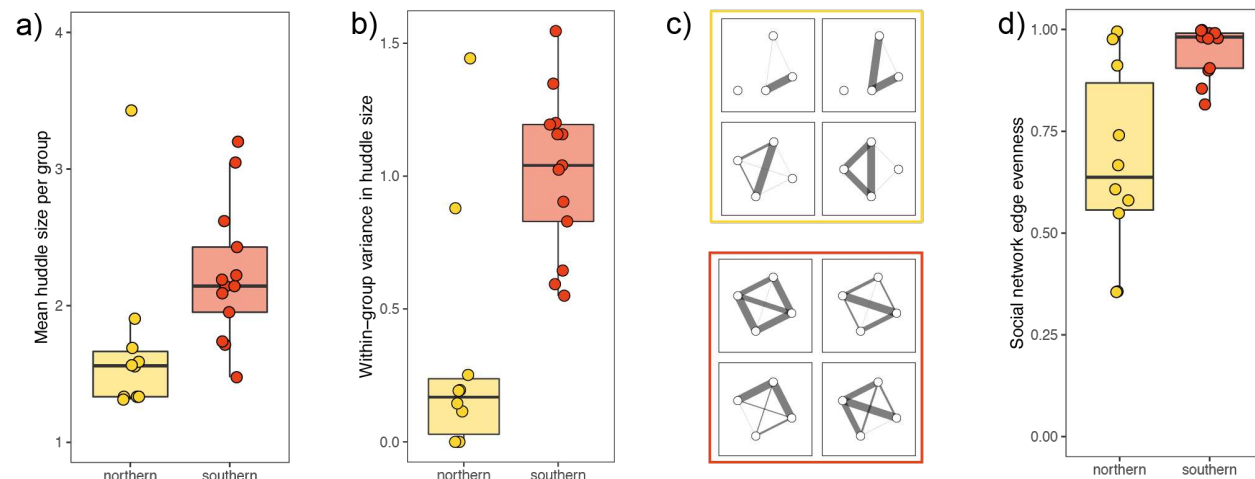 a)
Mean huddle size per group
4
3
2
1
northern southern
b)
Within−group variance in huddle size
1.5
1.0
0.5
0.0
northern southern
c)
d)
Social network edge evenness
1.00
0.75
0.50
0.25
0.00
northern southern